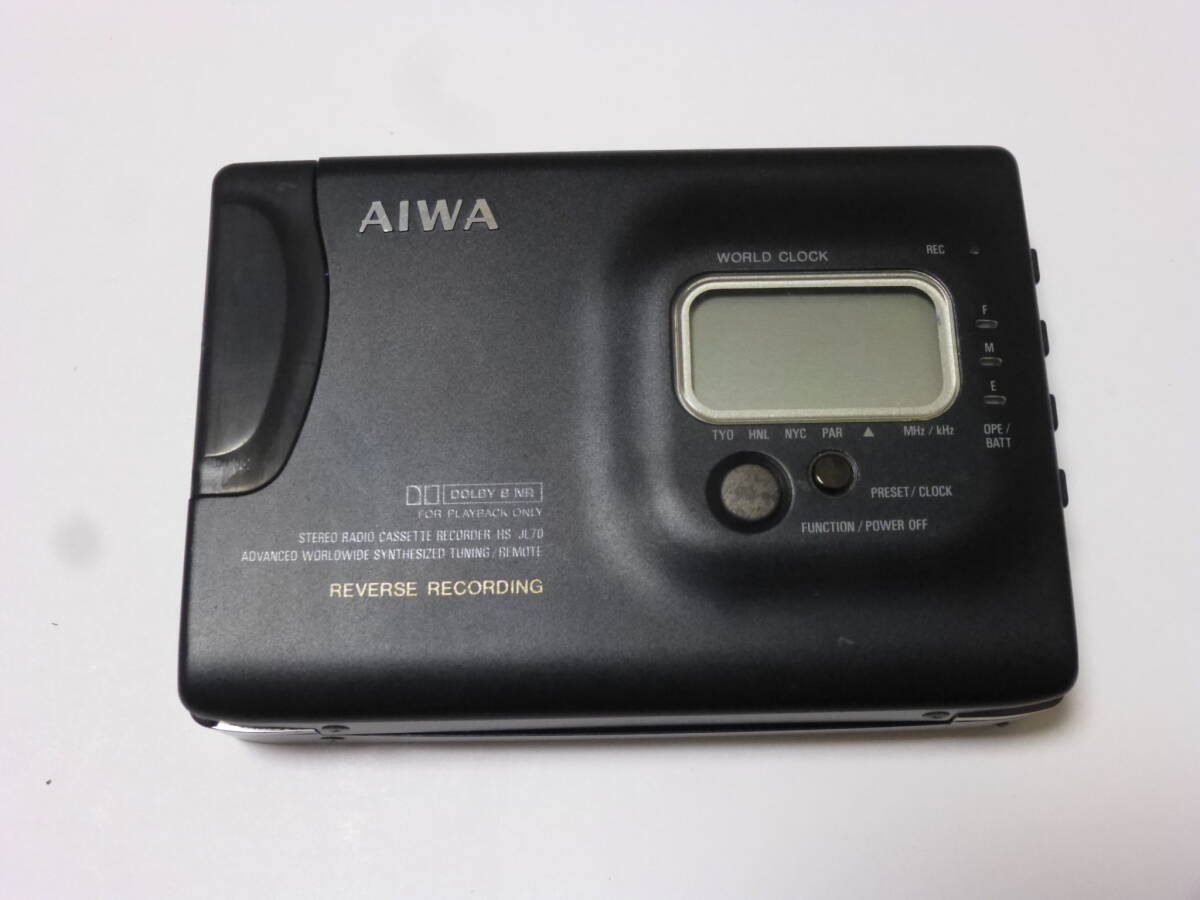 AIWA
WORLD CLOCK
REC
F
M
E
OPE / BATT
TYO HNL NYC PAR ▲ MHz / kHz
PRESET / CLOCK
FUNCTION / POWER OFF
DOLBY B NR
FOR PLAYBACK ONLY
STEREO RADIO CASSETTE RECORDER HS-JL70
ADVANCED WORLDWIDE SYNTHESIZED TUNING / REMOTE
REVERSE RECORDING